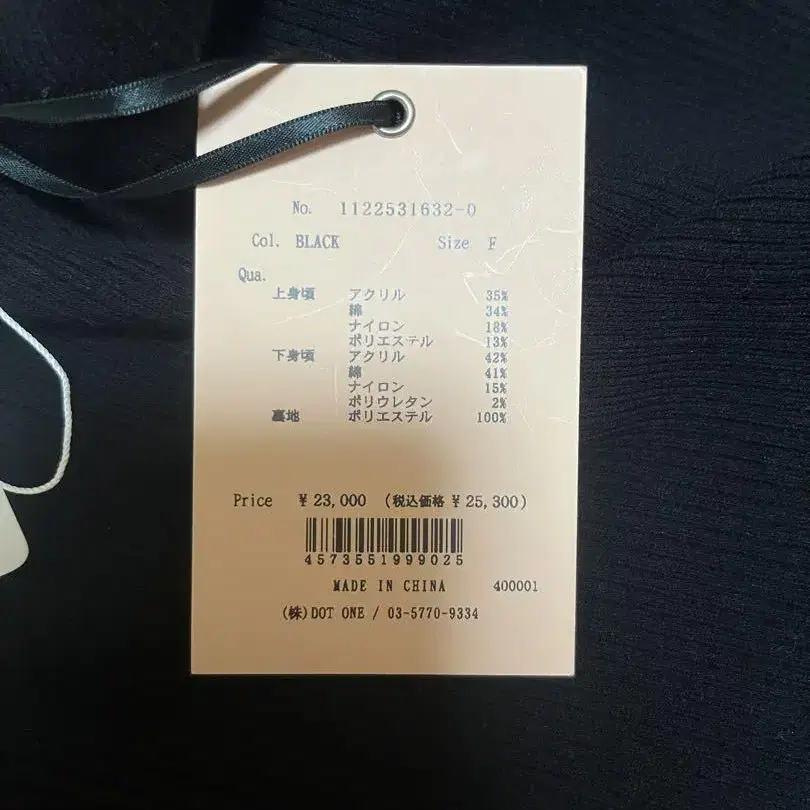 No. 1122531632-0
Col. BLACK Size F
Qua.
上身頃 アクリル 35%
綿 34%
ナイロン 18%
ポリエステル 13%
下身頃 アクリル 42%
綿 41%
ナイロン 15%
ポリウレタン 2%
裏地 ポリエステル 100%
Price ¥23,000 (税込価格 ¥25,300)
4573551999025
MADE IN CHINA 400001
(株)DOT ONE / 03-5770-9334